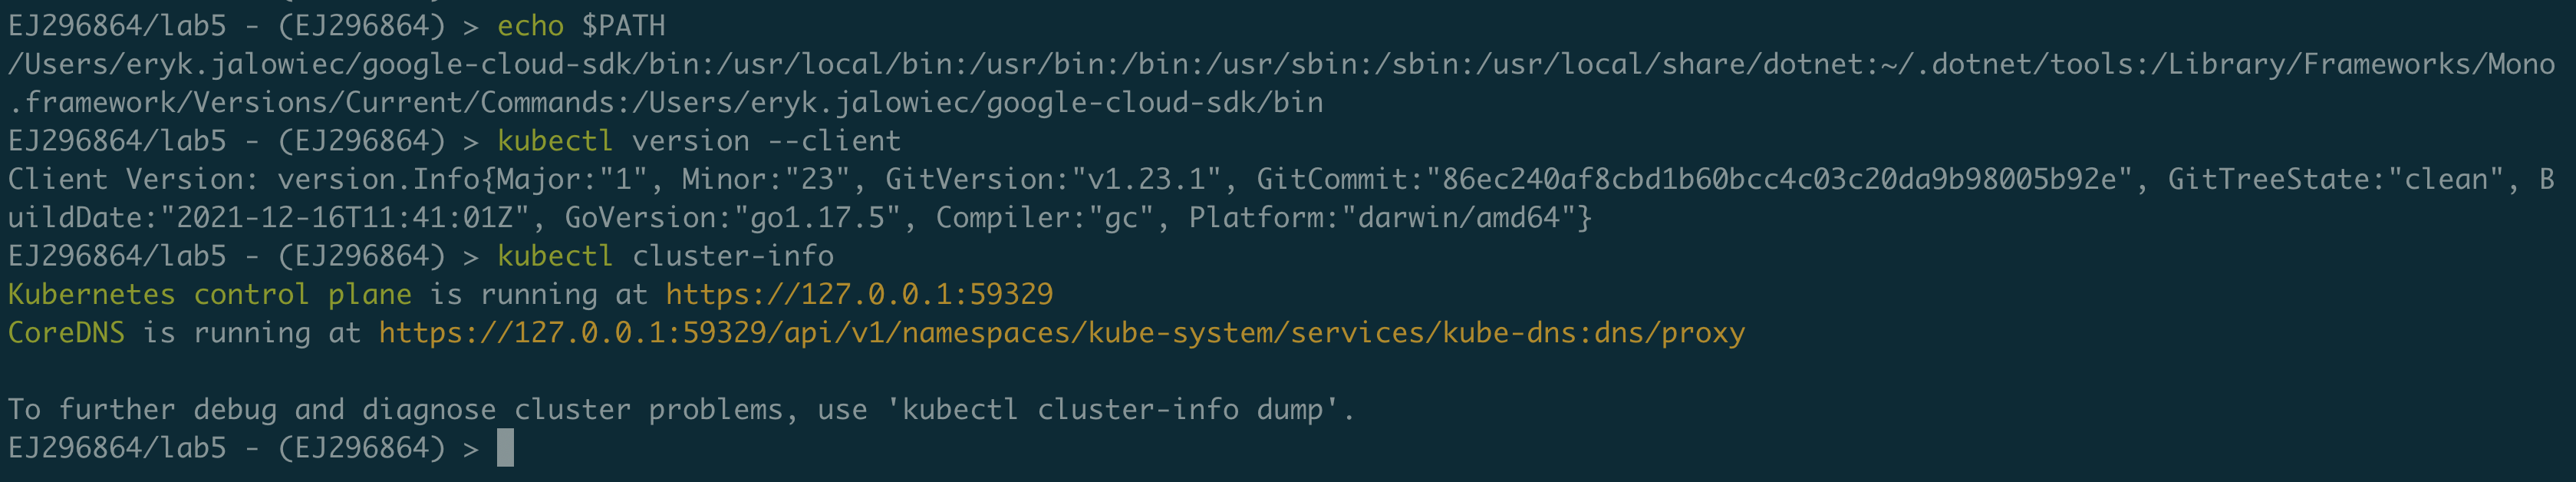 EJ296864/lab5 - (EJ296864) > echo $PATH
/Users/eryk.jalowiec/google-cloud-sdk/bin:/usr/local/bin:/usr/bin:/bin:/usr/sbin:/sbin:/usr/local/share/dotnet:~/.dotnet/tools:/Library/Frameworks/Mono
.framework/Versions/Current/Commands:/Users/eryk.jalowiec/google-cloud-sdk/bin
EJ296864/lab5 - (EJ296864) > kubectl version --client
Client Version: version.Info{Major:"1", Minor:"23", GitVersion:"v1.23.1", GitCommit:"86ec240af8cbd1b60bcc4c03c20da9b98005b92e", GitTreeState:"clean", B
uildDate:"2021-12-16T11:41:01Z", GoVersion:"go1.17.5", Compiler:"gc", Platform:"darwin/amd64"}
EJ296864/lab5 - (EJ296864) > kubectl cluster-info
Kubernetes control plane is running at https://127.0.0.1:59329
CoreDNS is running at https://127.0.0.1:59329/api/v1/namespaces/kube-system/services/kube-dns:dns/proxy
To further debug and diagnose cluster problems, use 'kubectl cluster-info dump'.
EJ296864/lab5 - (EJ296864) >